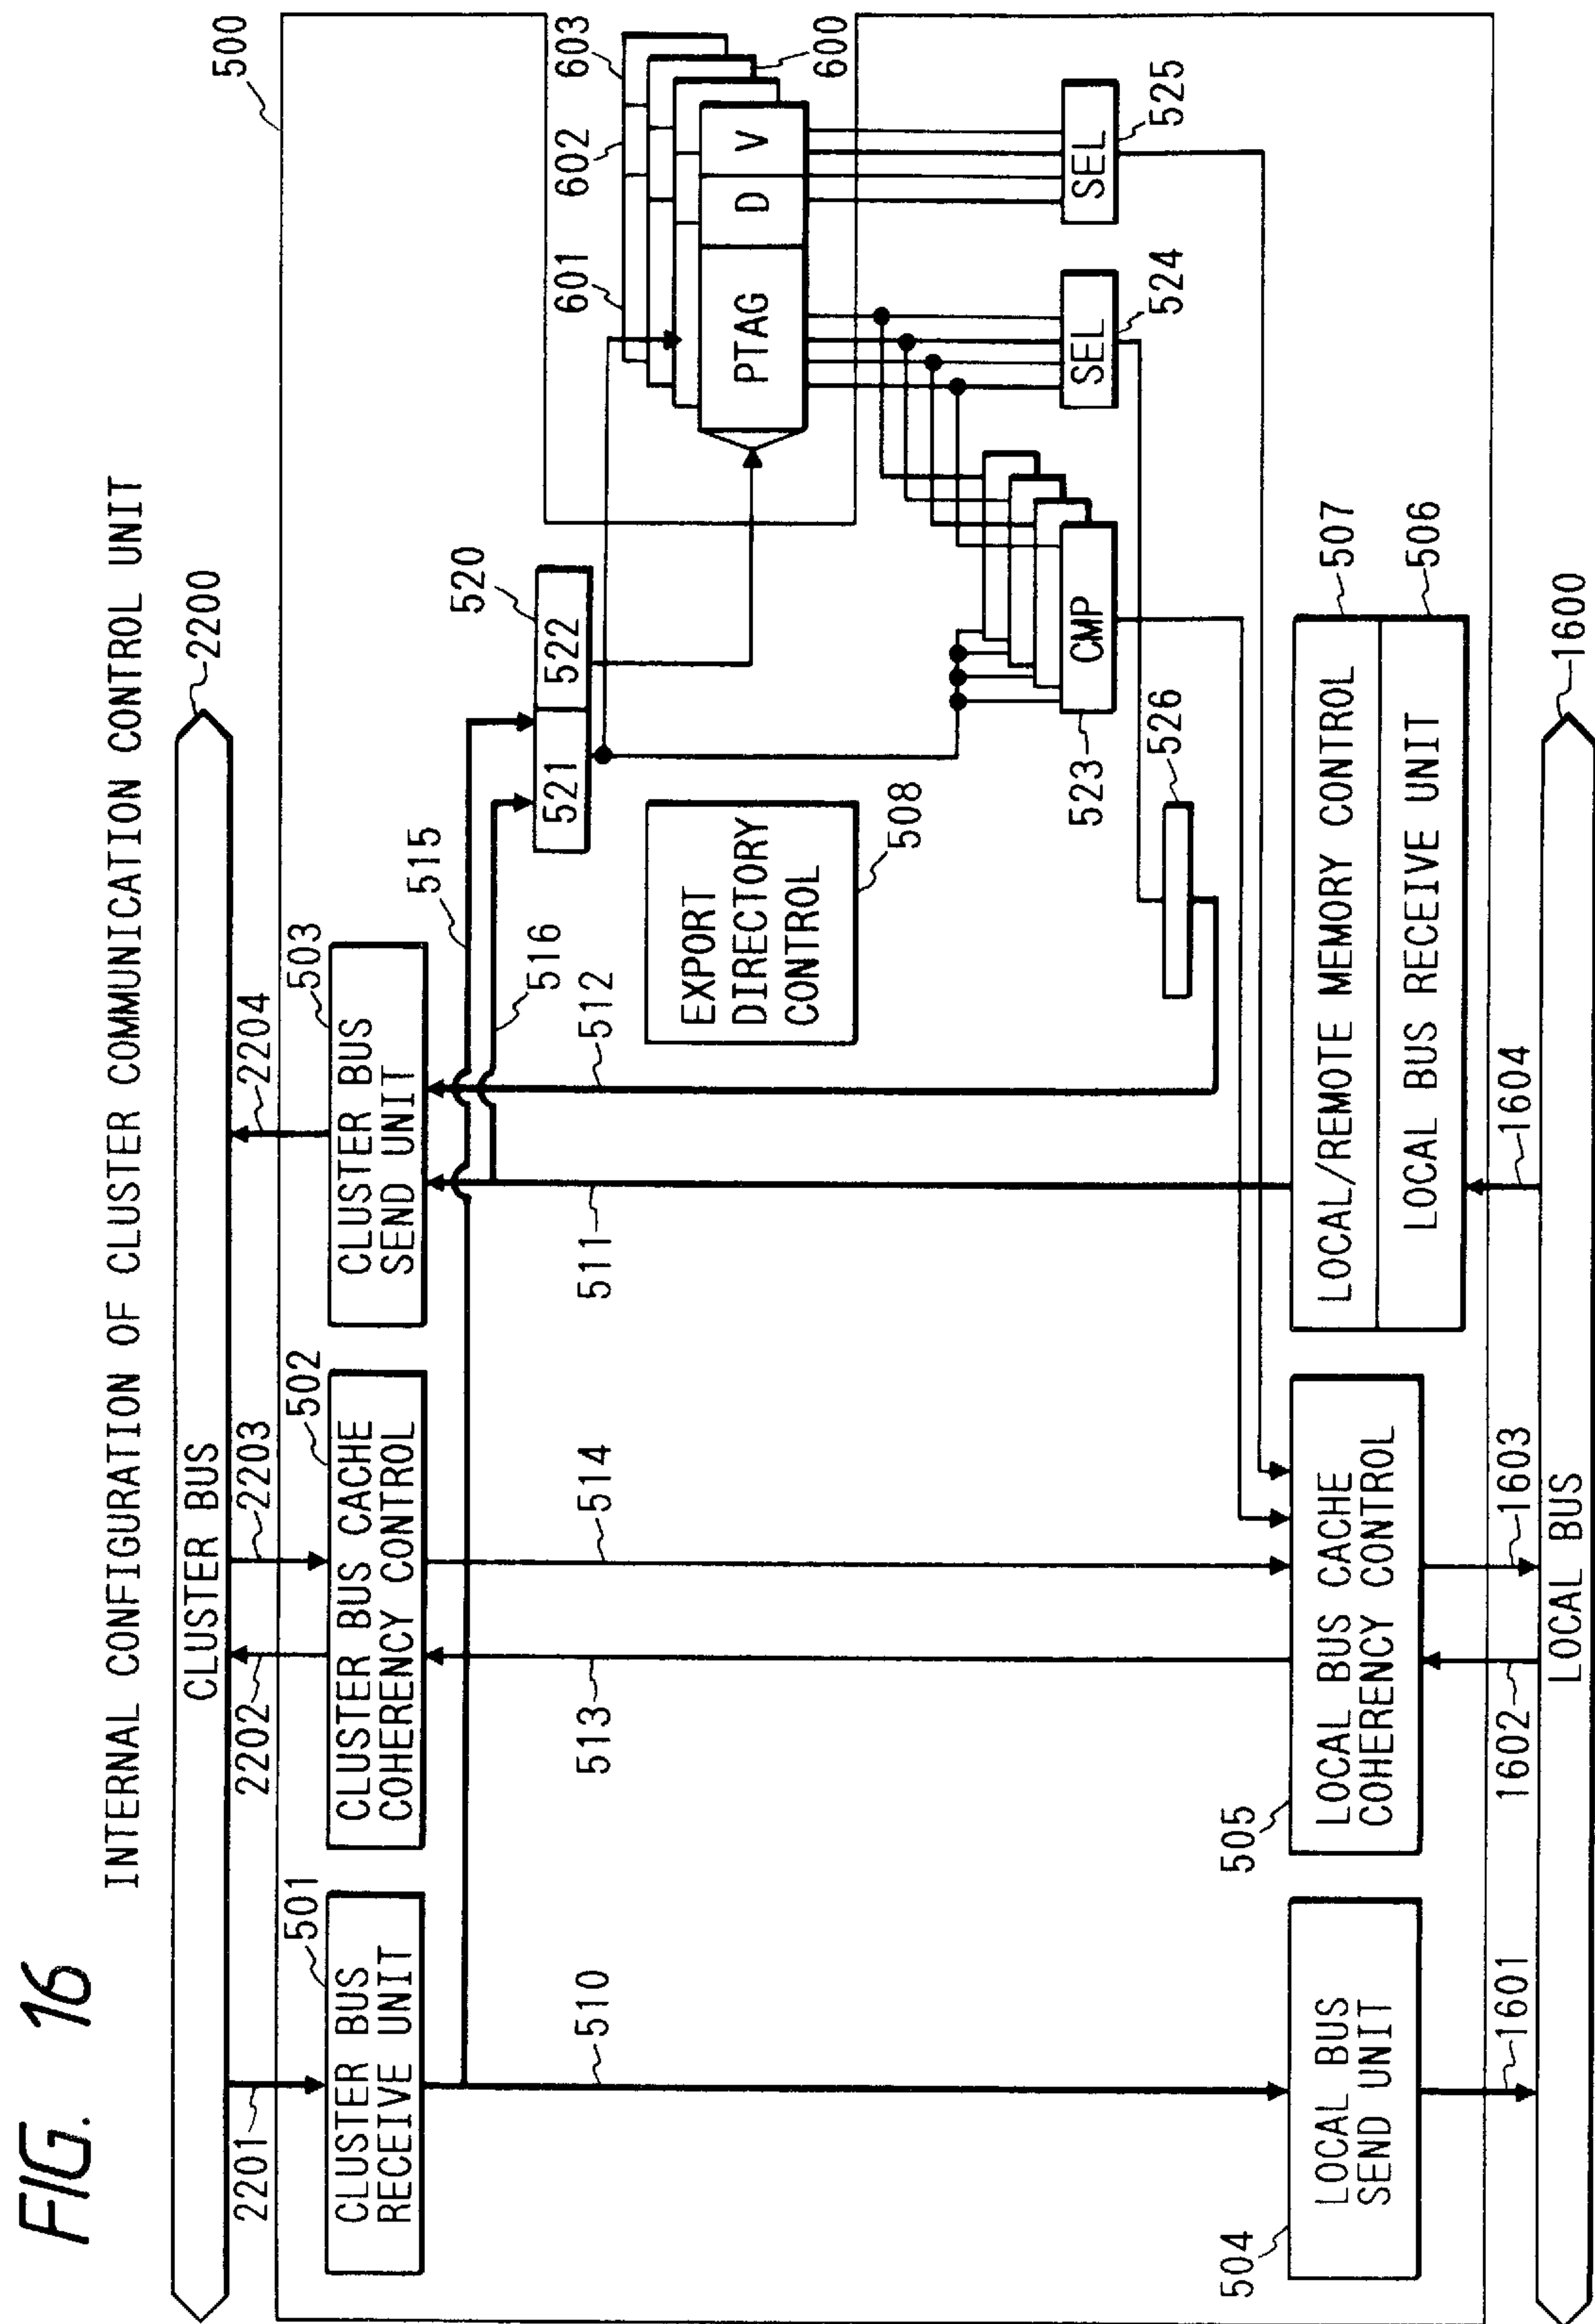 FIG. 16
INTERNAL CONFIGURATION OF CLUSTER COMMUNICATION CONTROL UNIT
CLUSTER BUS
2200
2201
2202
2203
2204
500
501
CLUSTER BUS
RECEIVE UNIT
502
CLUSTER BUS CACHE
COHERENCY CONTROL
503
CLUSTER BUS
SEND UNIT
515
516
520
521
522
601
602
603
600
PTAG
D
V
510
513
514
511
512
EXPORT
DIRECTORY
CONTROL
508
CMP
523
526
SEL
524
SEL
525
504
LOCAL BUS
SEND UNIT
505
LOCAL BUS CACHE
COHERENCY CONTROL
LOCAL/REMOTE MEMORY CONTROL
507
LOCAL BUS RECEIVE UNIT
506
1601
1602
1603
1604
LOCAL BUS
1600